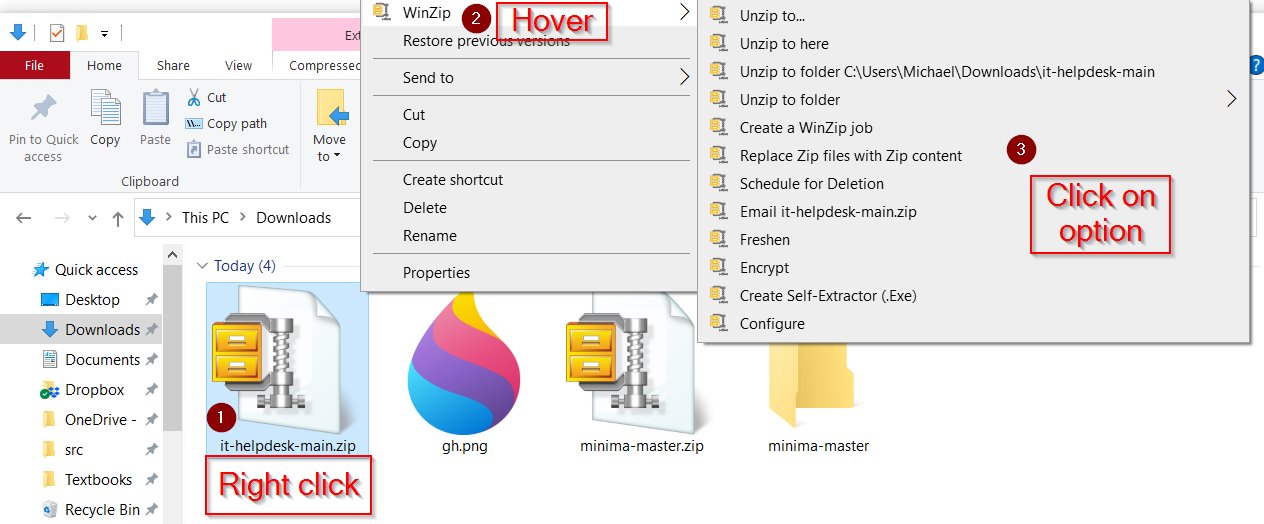 WinZip
2
Hover
Restore previous versions
Send to
Cut
Copy
Create shortcut
Delete
Rename
Properties
Unzip to...
Unzip to here
Unzip to folder C:\Users\Michael\Downloads\it-helpdesk-main
Unzip to folder
Create a WinZip job
Replace Zip files with Zip content
Schedule for Deletion
Email it-helpdesk-main.zip
Freshen
Encrypt
Create Self-Extractor (.Exe)
Configure
3
Click on
option
Ext
File
Home
Share
View
Compressed
Pin to Quick
access
Copy
Paste
Cut
Copy path
Paste shortcut
Move
to
Clipboard
This PC
Downloads
Quick access
Desktop
Downloads
Documents
Dropbox
OneDrive -
src
Textbooks
Recycle Bin
Today (4)
1
it-helpdesk-main.zip
gh.png
minima-master.zip
minima-master
Right click
?